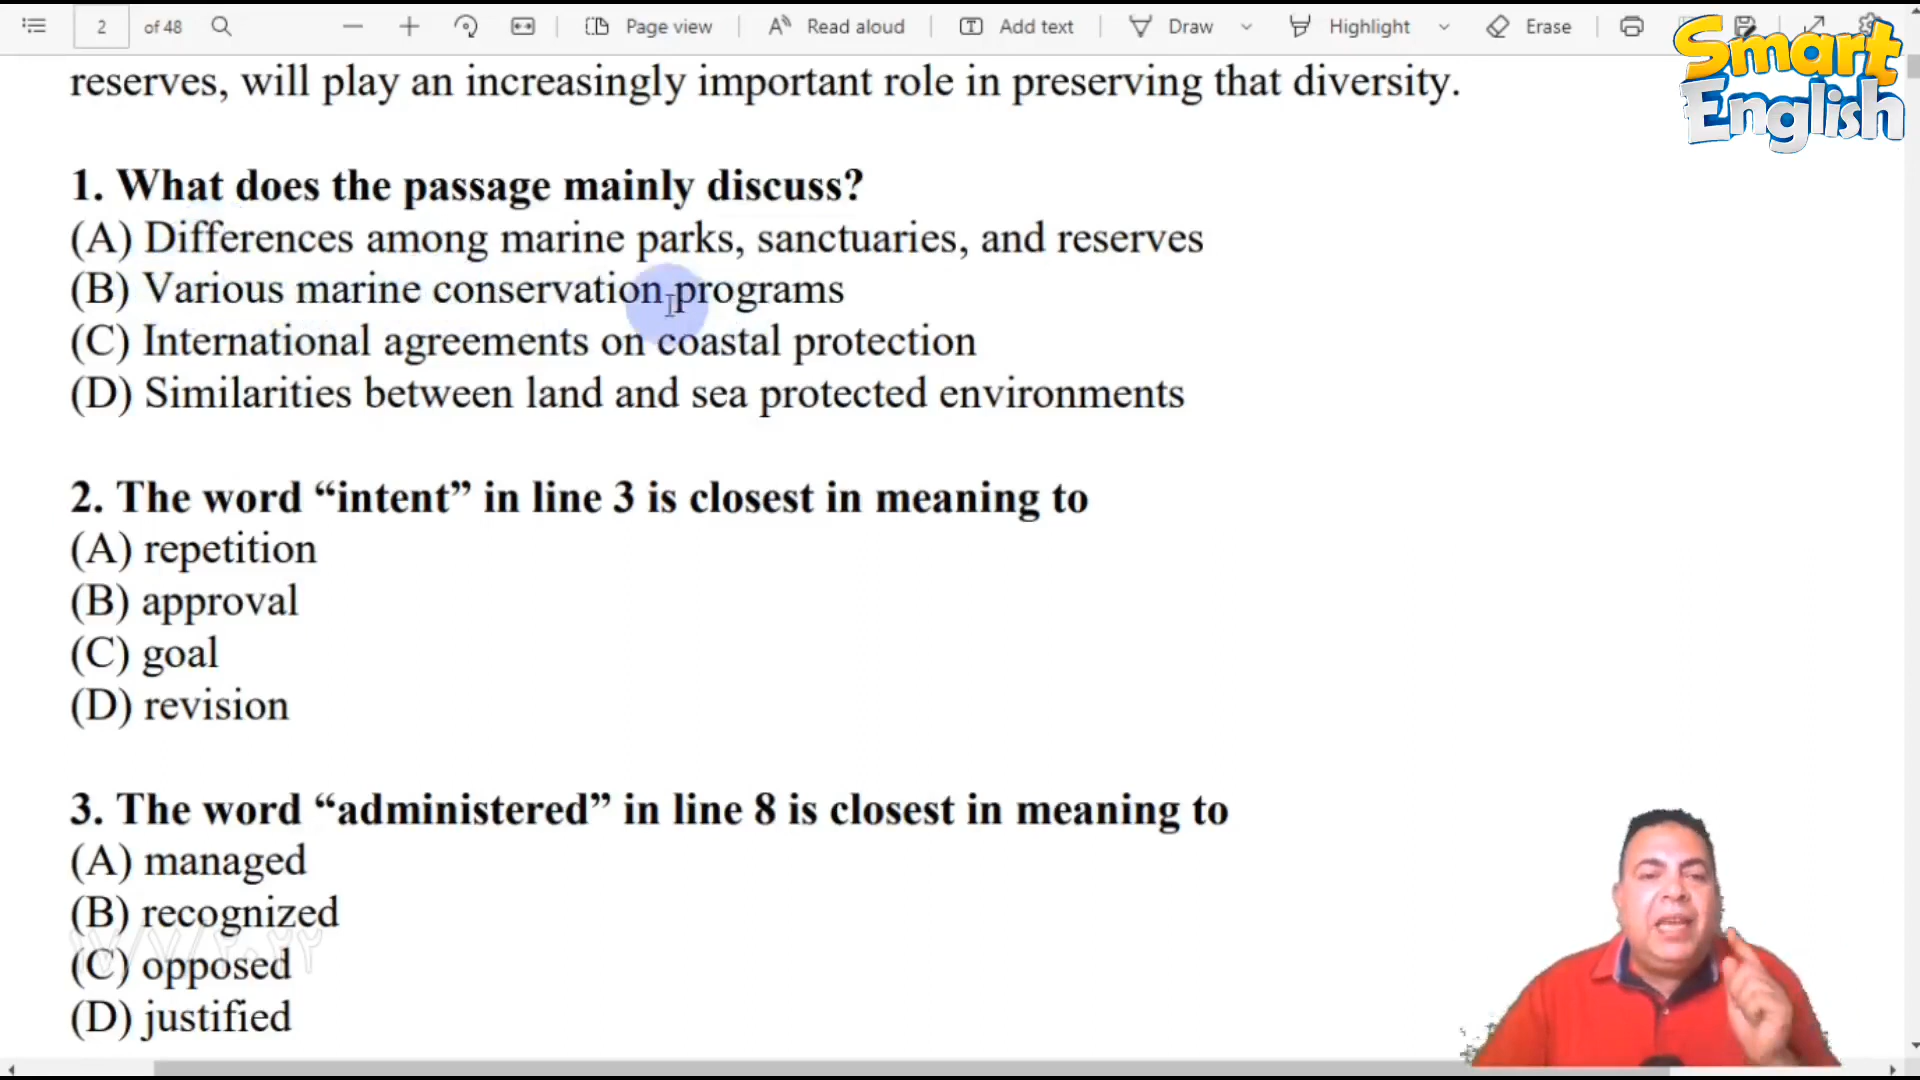 2 of 48 Page view Read aloud Add text Draw Highlight Erase
Smart
English
reserves, will play an increasingly important role in preserving that diversity.
1. What does the passage mainly discuss?
(A) Differences among marine parks, sanctuaries, and reserves
(B) Various marine conservation programs
(C) International agreements on coastal protection
(D) Similarities between land and sea protected environments
2. The word “intent” in line 3 is closest in meaning to
(A) repetition
(B) approval
(C) goal
(D) revision
3. The word “administered” in line 8 is closest in meaning to
(A) managed
(B) recognized
١٧/٧/٢٠٢٢
(C) opposed
(D) justified